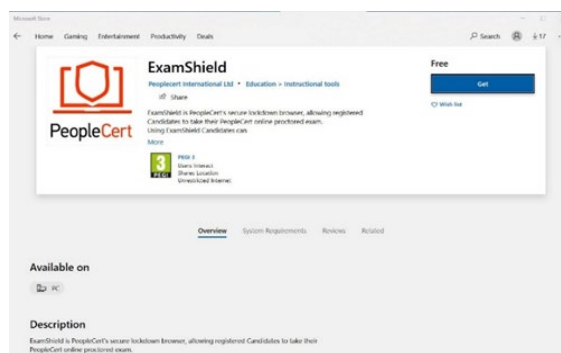 Microsoft Store
Home Gaming Entertainment Productivity Deals Search 17
ExamShield
Peoplecert International Ltd • Education > Instructional tools
Share
ExamShield is PeopleCert's secure lockdown browser, allowing registered
Candidates to take their PeopleCert online proctored exam.
Using ExamShield Candidates can
More
PeopleCert
3
PEGI
PEGI 3
Users Interact
Shares Location
Unrestricted Internet
Free
Get
Wish list
Overview System Requirements Reviews Related
Available on
PC
Description
ExamShield is PeopleCert's secure lockdown browser, allowing registered Candidates to take their
PeopleCert online proctored exam.